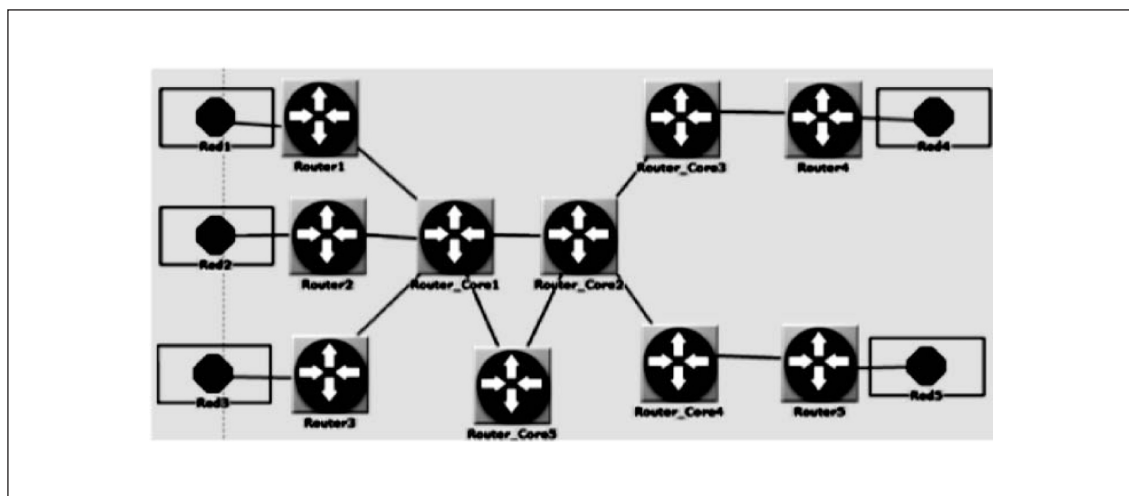 Red1
Router1
Router_Core3
Router4
Red4
Red2
Router2
Router_Core1
Router_Core2
Red3
Router3
Router_Core5
Router_Core4
Router5
Red5